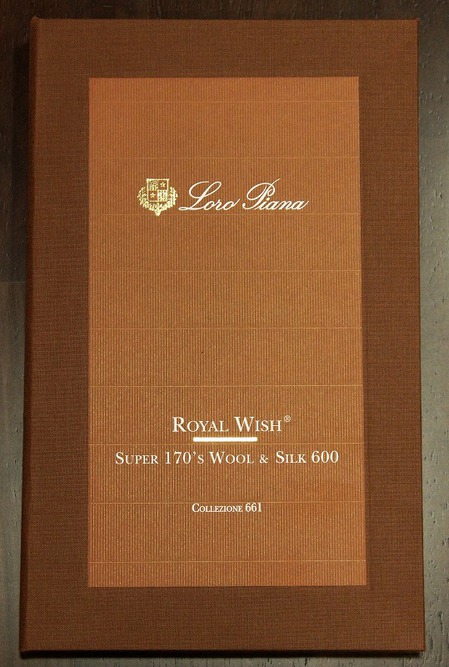 Loro Piana
ROYAL WISH®
SUPER 170'S WOOL & SILK 600
COLLEZIONE 661